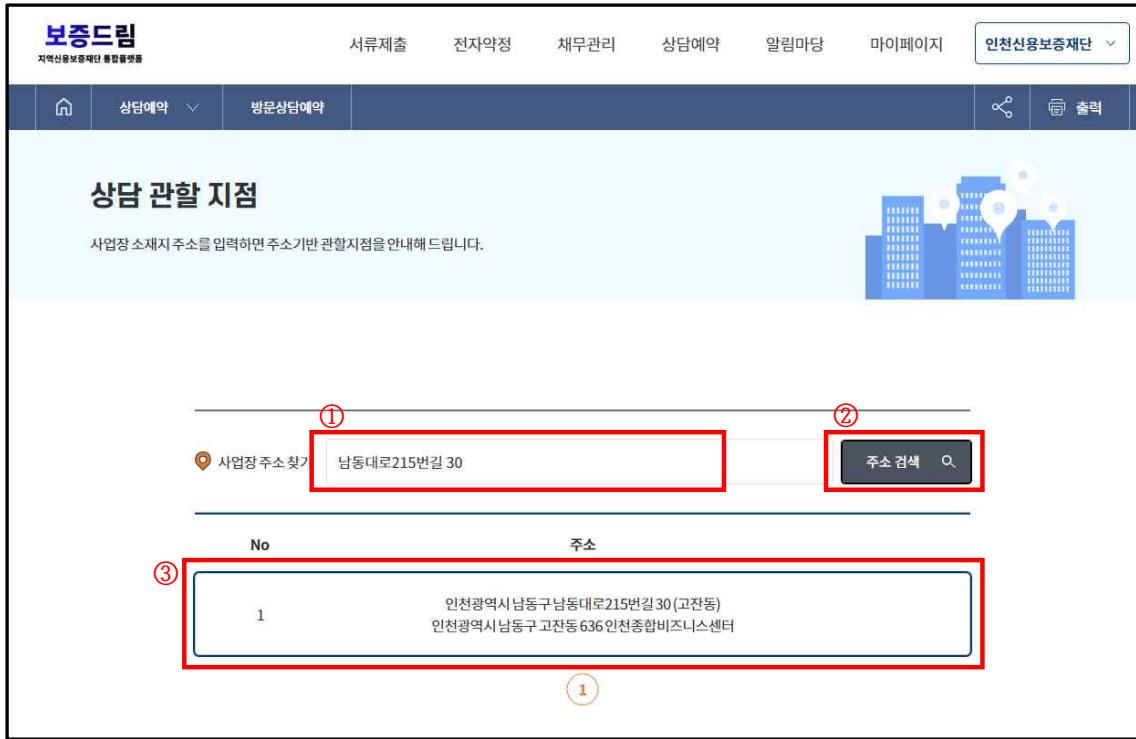 보증드림
지역신용보증재단 통합플랫폼
서류제출 전자약정 채무관리 상담예약 알림마당 마이페이지 인천신용보증재단
상담예약 방문상담예약 출력
상담 관할 지점
사업장 소재지 주소를 입력하면 주소기반 관할지점을 안내해 드립니다.
① ②
사업장 주소 찾기 남동대로215번길 30 주소 검색
No 주소
③
1 인천광역시 남동구 남동대로215번길 30 (고잔동)
인천광역시 남동구 고잔동 636 인천종합비즈니스센터
1